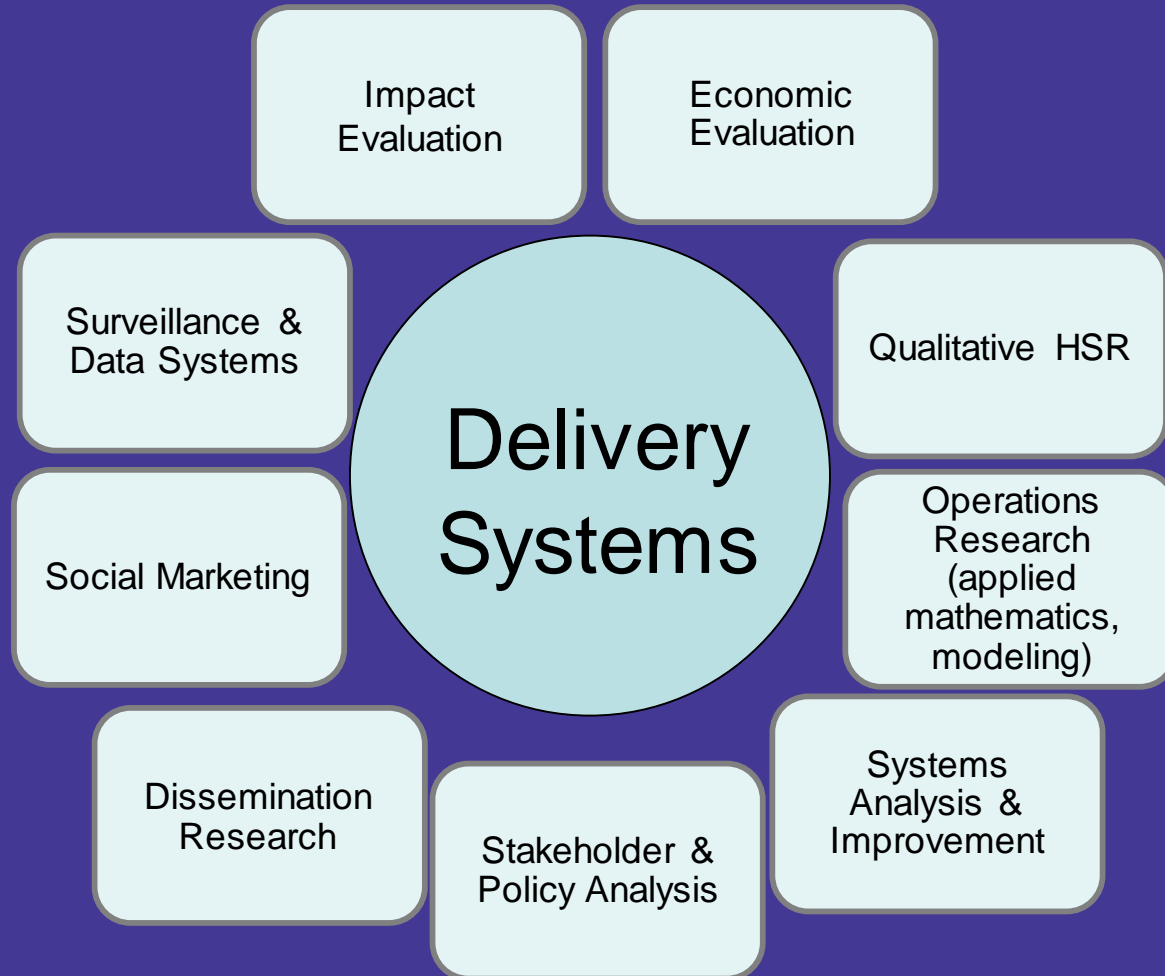 Impact
Evaluation
Economic
Evaluation
Surveillance &
Data Systems
Qualitative HSR
Delivery
Systems
Social Marketing
Operations
Research
(applied
mathematics,
modeling)
Dissemination
Research
Stakeholder &
Policy Analysis
Systems
Analysis &
Improvement